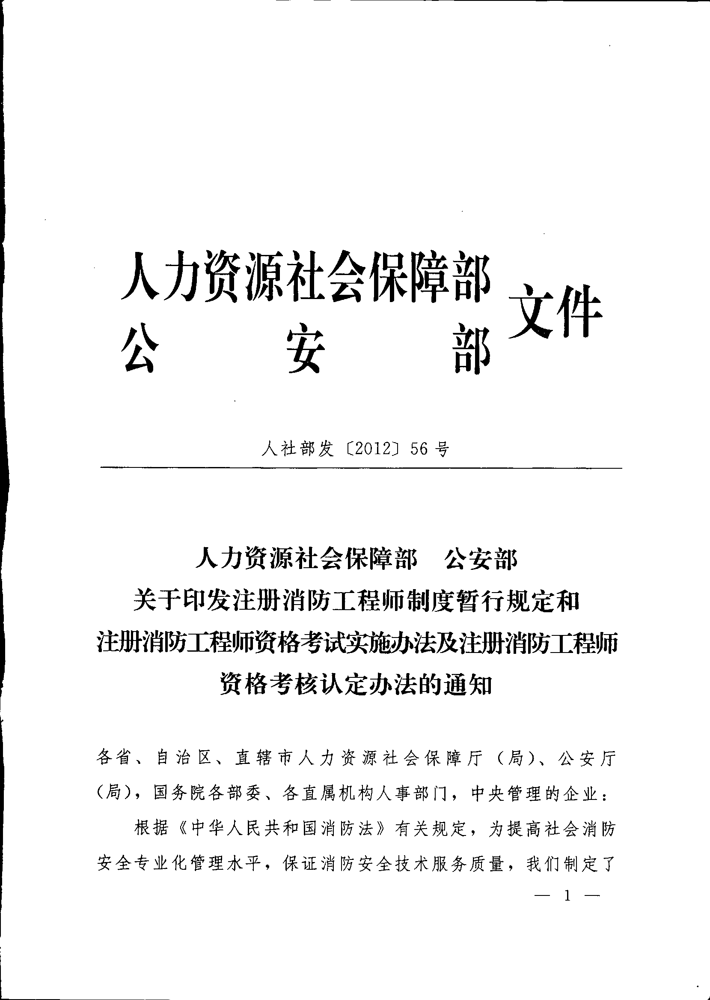 人力资源社会保障部
文件
公安部
人社部发〔2012〕56号
人力资源社会保障部 公安部
关于印发注册消防工程师制度暂行规定和
注册消防工程师资格考试实施办法及注册消防工程师
资格考核认定办法的通知
各省、自治区、直辖市人力资源社会保障厅（局）、公安厅
（局），国务院各部委、各直属机构人事部门，中央管理的企业：
根据《中华人民共和国消防法》有关规定，为提高社会消防
安全专业化管理水平，保证消防安全技术服务质量，我们制定了
— 1 —